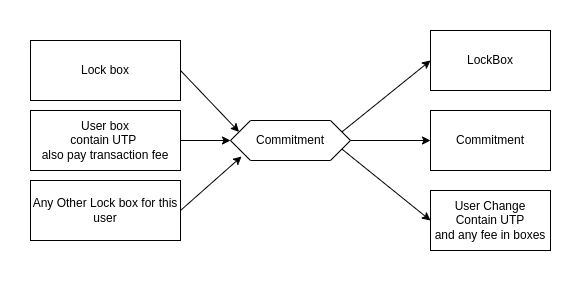 Lock box
User box
contain UTP
also pay transaction fee
Any Other Lock box for this
user
Commitment
LockBox
Commitment
User Change
Contain UTP
and any fee in boxes